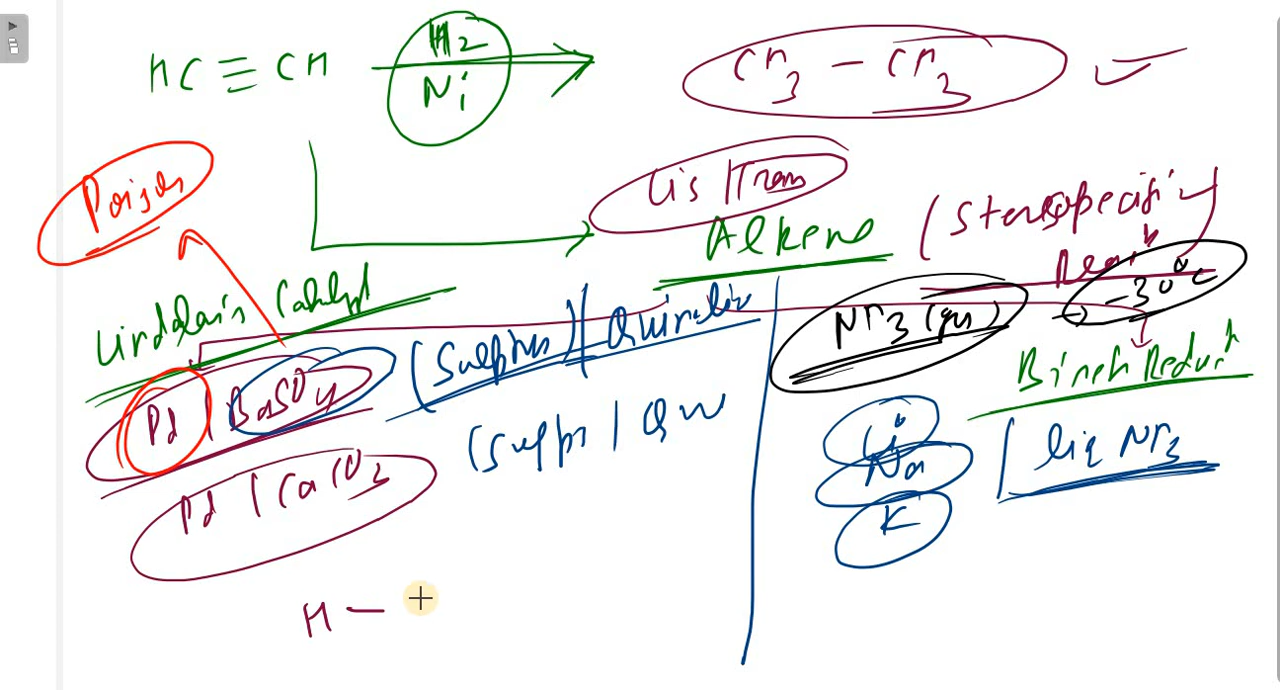 HC ≡ CH H2 CH3 - CH3
Ni
Poison
Cis / Trans
Alkene (Stereospecific
Reac
-30°C
Lindlar's Catalyst
NH3 (gas)
Pd / BaSO4 (Sulphur) / Quinoline
Birch Reduct
(Sulph / Qu
Li
Na
K
liq NH3
Pd / CaCO3
H -